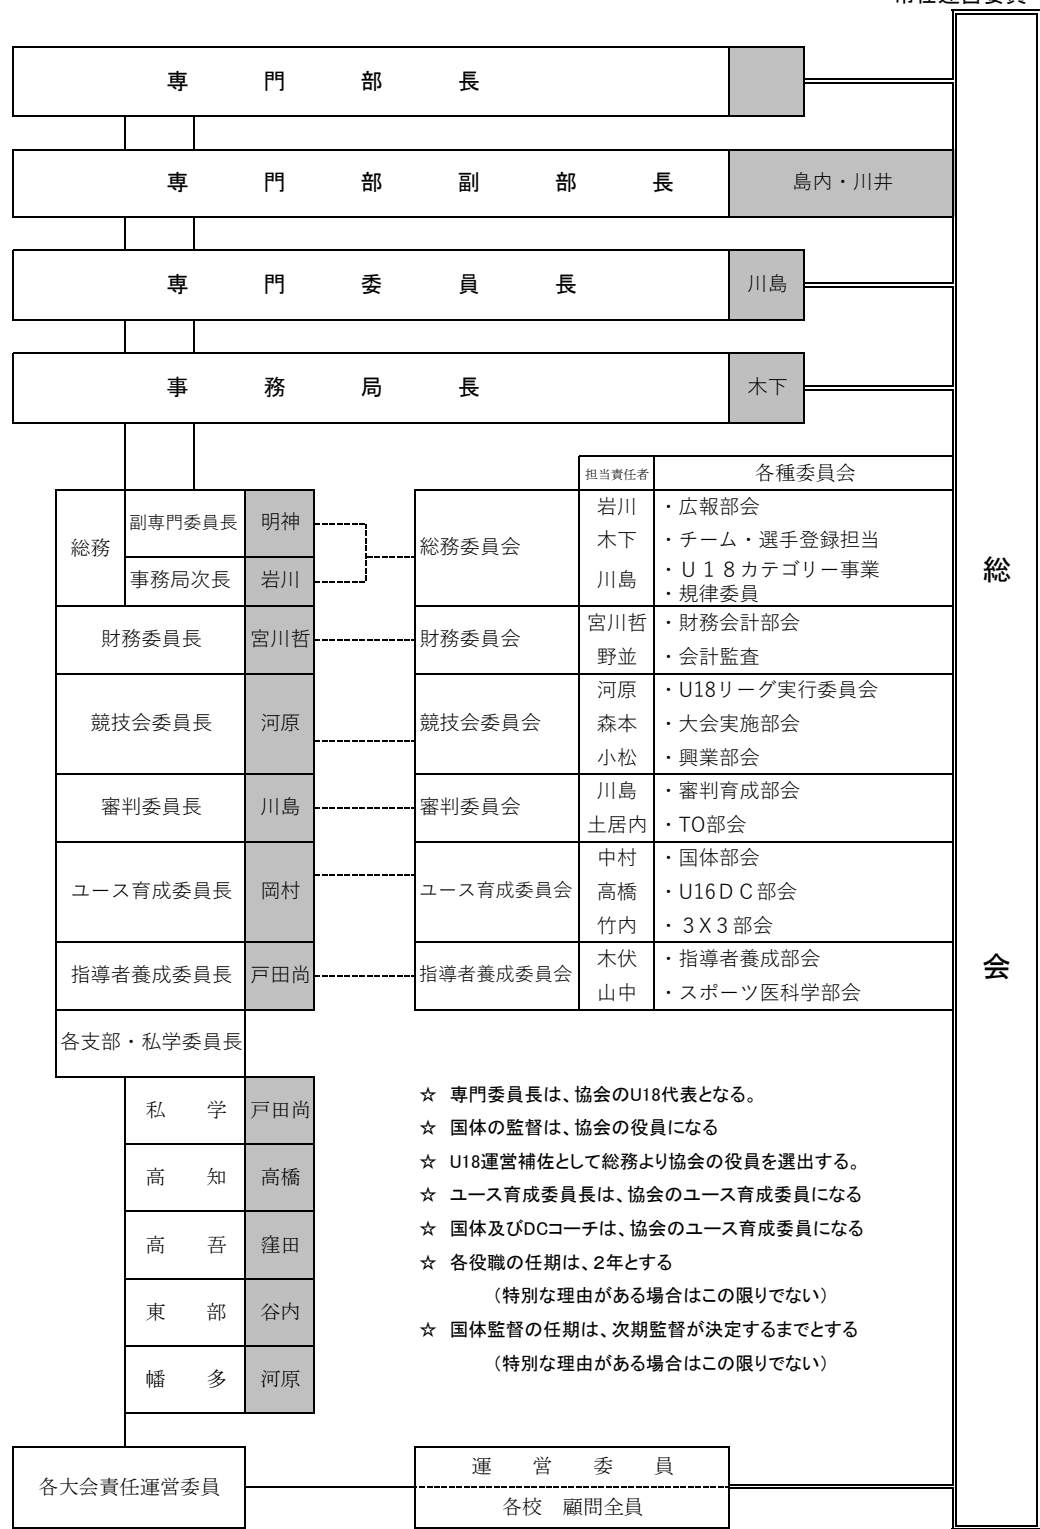 常任運営委員
専門部長
専門部副部長 島内・川井
専門委員長 川島
事務局長 木下
担当責任者 各種委員会
総務 副専門委員長 明神
事務局次長 岩川
総務委員会 岩川 ・広報部会
木下 ・チーム・選手登録担当
川島 ・U18カテゴリー事業
・規律委員
財務委員長 宮川哲 財務委員会 宮川哲 ・財務会計部会
野並 ・会計監査
競技会委員長 河原 競技会委員会 河原 ・U18リーグ実行委員会
森本 ・大会実施部会
小松 ・興業部会
審判委員長 川島 審判委員会 川島 ・審判育成部会
土居内 ・TO部会
ユース育成委員長 岡村 ユース育成委員会 中村 ・国体部会
高橋 ・U16DC部会
竹内 ・3X3部会
指導者養成委員長 戸田尚 指導者養成委員会 木伏 ・指導者養成部会
山中 ・スポーツ医科学部会
各支部・私学委員長
私学 戸田尚
高知 高橋
高吾 窪田
東部 谷内
幡多 河原
☆ 専門委員長は、協会のU18代表となる。
☆ 国体の監督は、協会の役員になる
☆ U18運営補佐として総務より協会の役員を選出する。
☆ ユース育成委員長は、協会のユース育成委員になる
☆ 国体及びDCコーチは、協会のユース育成委員になる
☆ 各役職の任期は、2年とする
（特別な理由がある場合はこの限りでない）
☆ 国体監督の任期は、次期監督が決定するまでとする
（特別な理由がある場合はこの限りでない）
各大会責任運営委員 運営委員
各校 顧問全員
総会